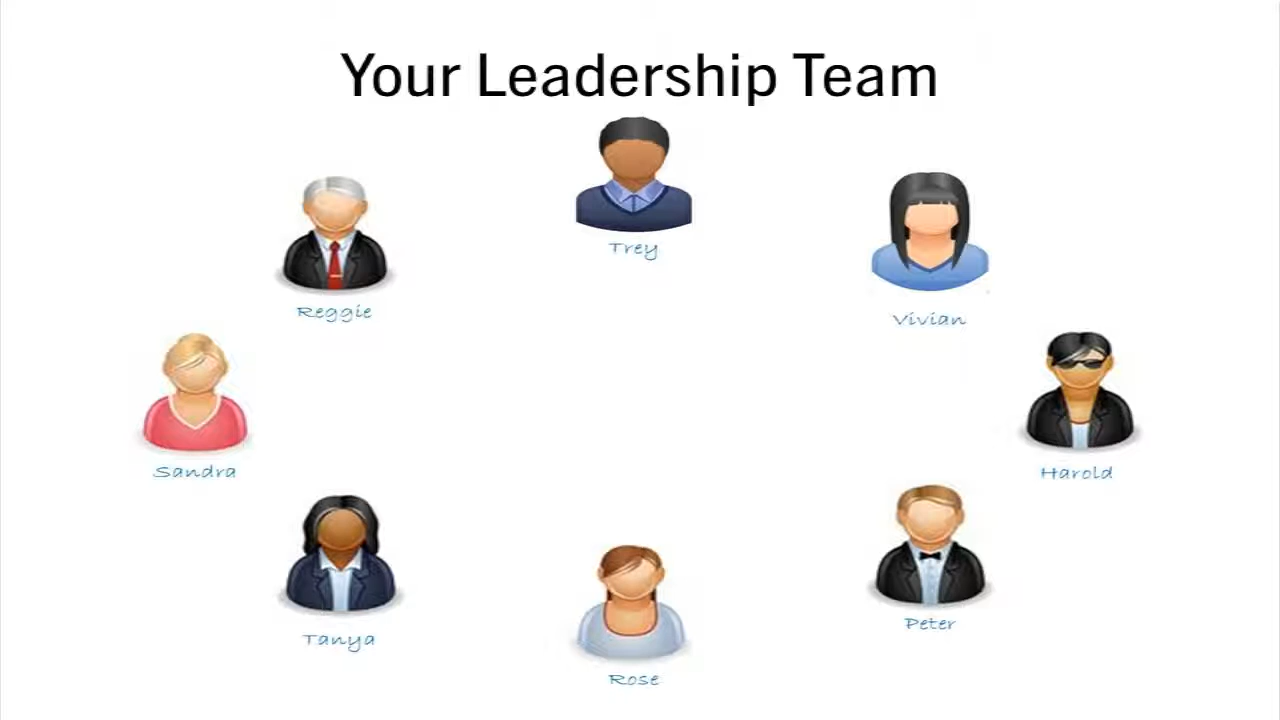 Your Leadership Team
Trey
Reggie
Vivian
Sandra
Harold
Tanya
Peter
Rose